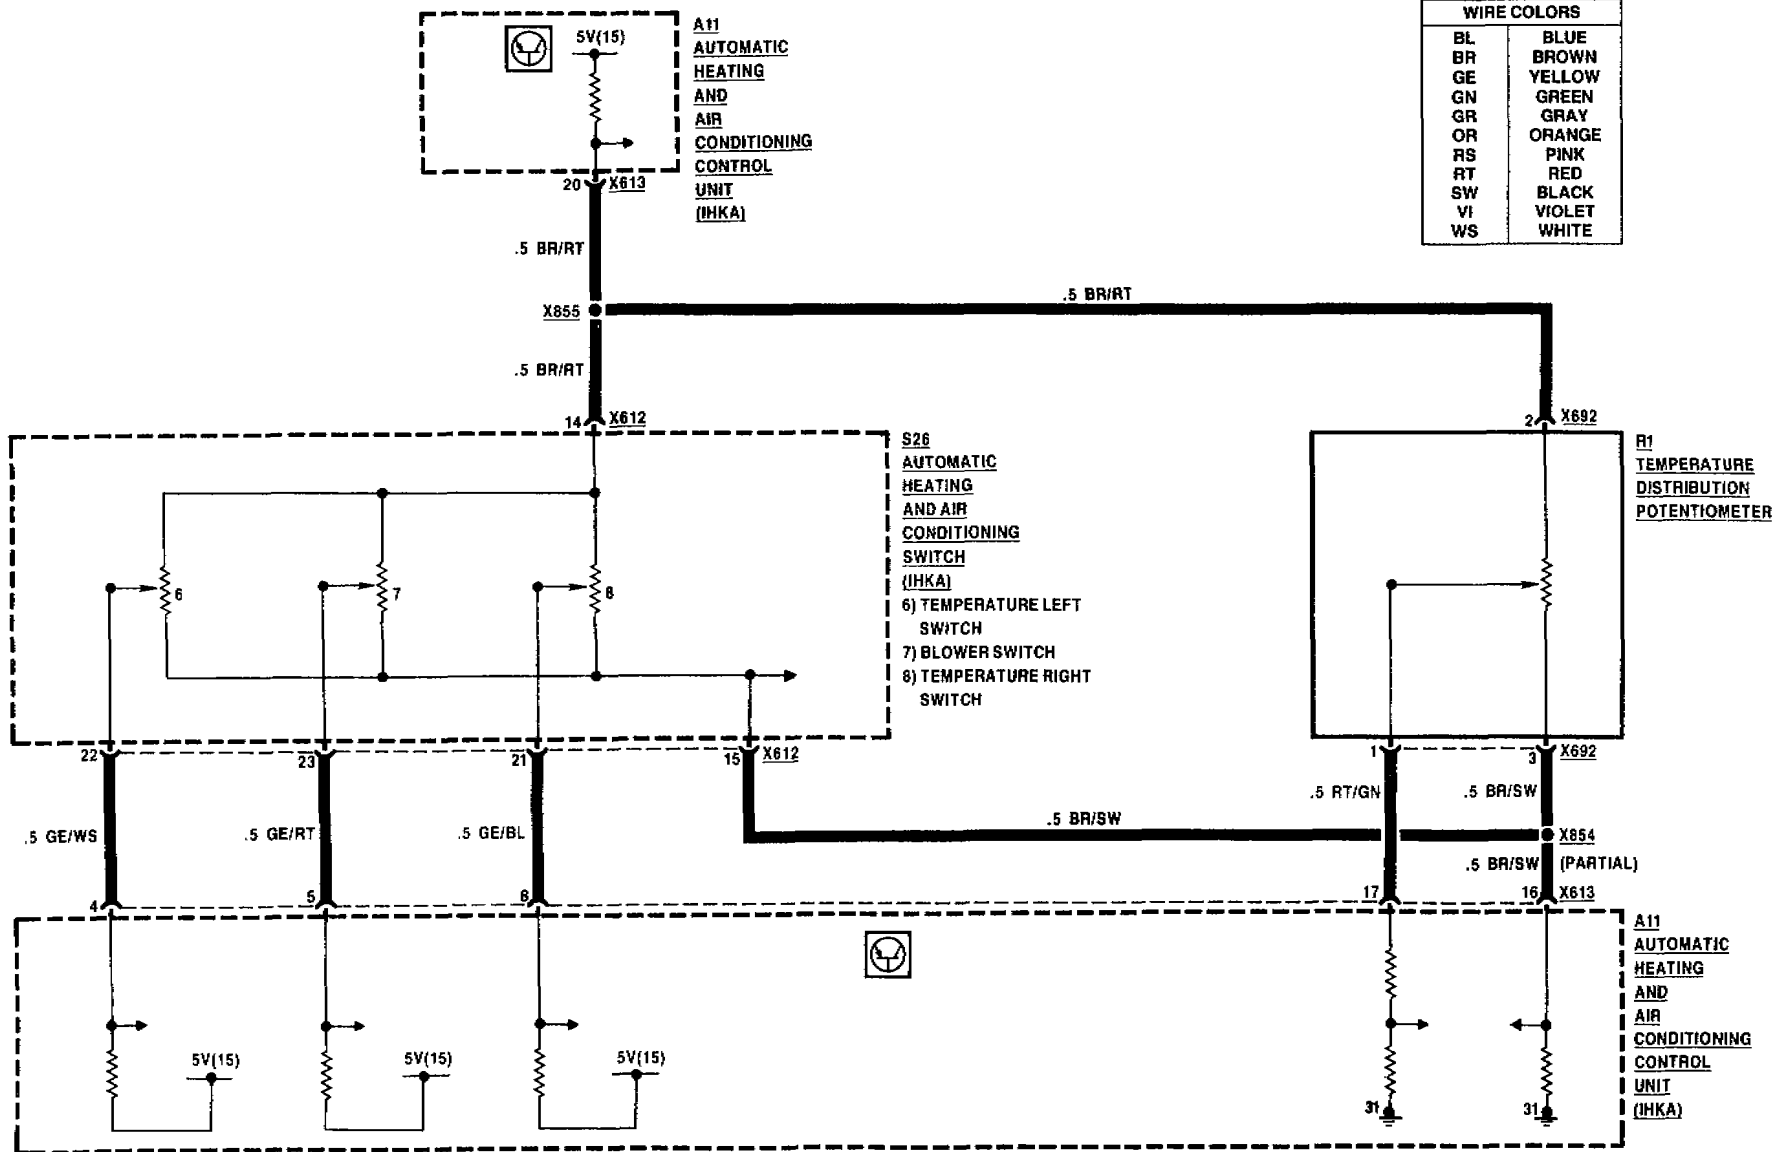 5V(15)
A11
AUTOMATIC
HEATING
AND
AIR
CONDITIONING
CONTROL
UNIT
(IHKA)
20 X613
WIRE COLORS
BL BLUE
BR BROWN
GE YELLOW
GN GREEN
GR GRAY
OR ORANGE
RS PINK
RT RED
SW BLACK
VI VIOLET
WS WHITE
.5 BR/RT
.5 BR/RT
X855
.5 BR/RT
14 X612
2 X692
S26
AUTOMATIC
HEATING
AND AIR
CONDITIONING
SWITCH
(IHKA)
6) TEMPERATURE LEFT
SWITCH
7) BLOWER SWITCH
8) TEMPERATURE RIGHT
SWITCH
6
7
8
R1
TEMPERATURE
DISTRIBUTION
POTENTIOMETER
22
23
21
15 X612
1
3 X692
.5 GE/WS
.5 GE/RT
.5 GE/BL
.5 BR/SW
.5 RT/GN
.5 BR/SW
X854
.5 BR/SW (PARTIAL)
4
5
17
16 X613
A11
AUTOMATIC
HEATING
AND
AIR
CONDITIONING
CONTROL
UNIT
(IHKA)
5V(15)
5V(15)
5V(15)
31
31